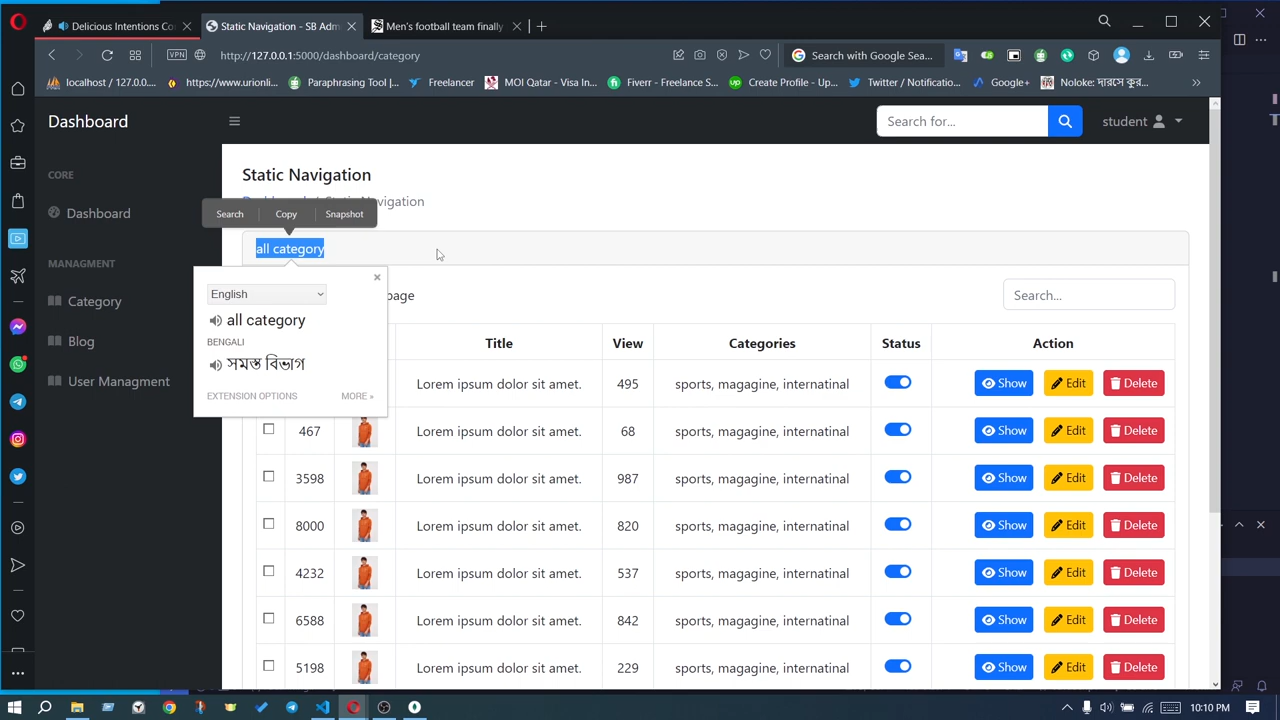 Delicious Intentions Co
Static Navigation - SB Adm
Men's football team finally
VPN
http://127.0.0.1:5000/dashboard/category
Search with Google Sea...
localhost / 127.0.0....
https://www.urionli...
Paraphrasing Tool |...
Freelancer
MOI Qatar - Visa In...
Fiverr - Freelance S...
Create Profile - Up...
Twitter / Notificatio...
Google+
Noloke: দারসে কুর...
Dashboard
Search for...
student
CORE
Dashboard
MANAGMENT
Category
Blog
User Managment
Static Navigation
Navigation
Search Copy Snapshot
all category
English
all category
BENGALI
সমস্ত বিভাগ
EXTENSION OPTIONS MORE »
page
Search...
Title View Categories Status Action
Lorem ipsum dolor sit amet. 495 sports, magagine, internatinal Show Edit Delete
467 Lorem ipsum dolor sit amet. 68 sports, magagine, internatinal Show Edit Delete
3598 Lorem ipsum dolor sit amet. 987 sports, magagine, internatinal Show Edit Delete
8000 Lorem ipsum dolor sit amet. 820 sports, magagine, internatinal Show Edit Delete
4232 Lorem ipsum dolor sit amet. 537 sports, magagine, internatinal Show Edit Delete
6588 Lorem ipsum dolor sit amet. 842 sports, magagine, internatinal Show Edit Delete
5198 Lorem ipsum dolor sit amet. 229 sports, magagine, internatinal Show Edit Delete
10:10 PM